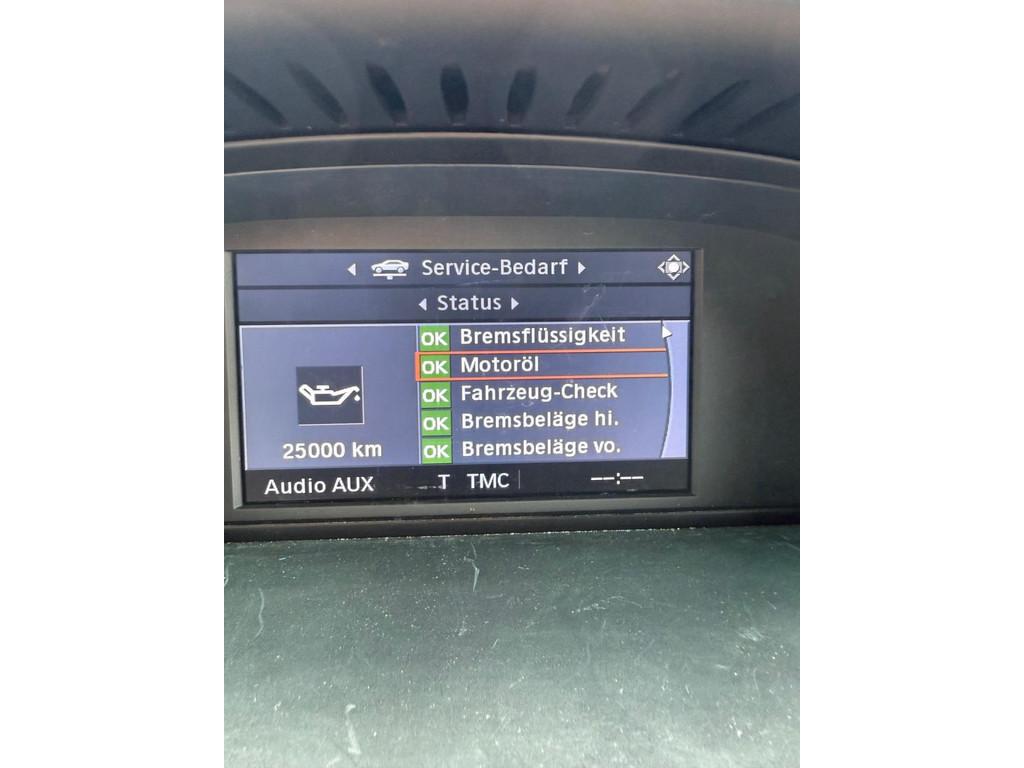 Service-Bedarf
Status
OK Bremsflüssigkeit
OK Motoröl
OK Fahrzeug-Check
OK Bremsbeläge hi.
OK Bremsbeläge vo.
25000 km
Audio AUX T TMC --:--